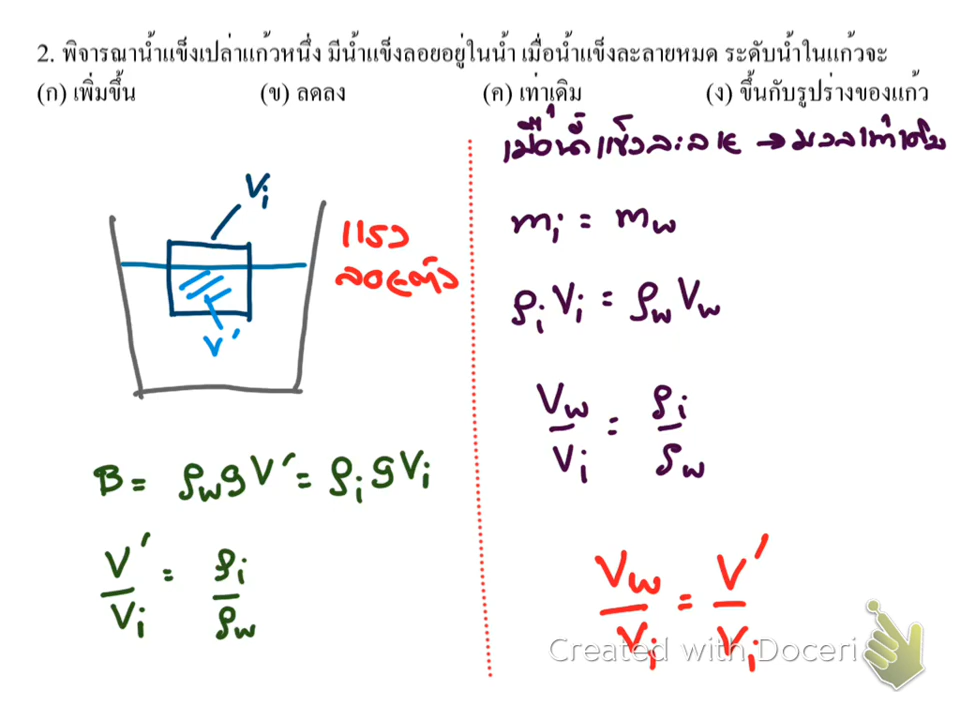 2. พิจารณาน้ำแข็งเปล่าแก้วหนึ่ง มีน้ำแข็งลอยอยู่ในน้ำ เมื่อน้ำแข็งละลายหมด ระดับน้ำในแก้วจะ
(ก) เพิ่มขึ้น (ข) ลดลง (ค) เท่าเดิม (ง) ขึ้นกับรูปร่างของแก้ว
เมื่อน้ำแข็งละลาย → มวลเท่าเดิม
Vi
แรง
ลอยตัว
V'
B = ρw g V' = ρi g Vi
V'/Vi = ρi/ρw
mi = mw
ρi Vi = ρw Vw
Vw/Vi = ρi/ρw
Vw/Vi = V'/Vi
Created with Doceri